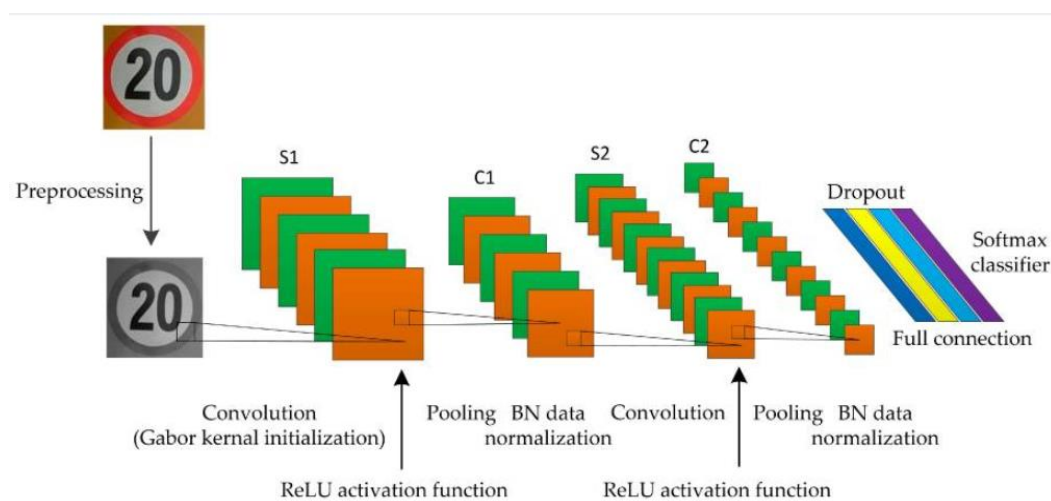 20
Preprocessing
20
S1
C1
S2
C2
Dropout
Softmax
classifier
Full connection
Convolution
(Gabor kernal initialization)
Pooling
BN data
normalization
Convolution
Pooling
BN data
normalization
ReLU activation function
ReLU activation function